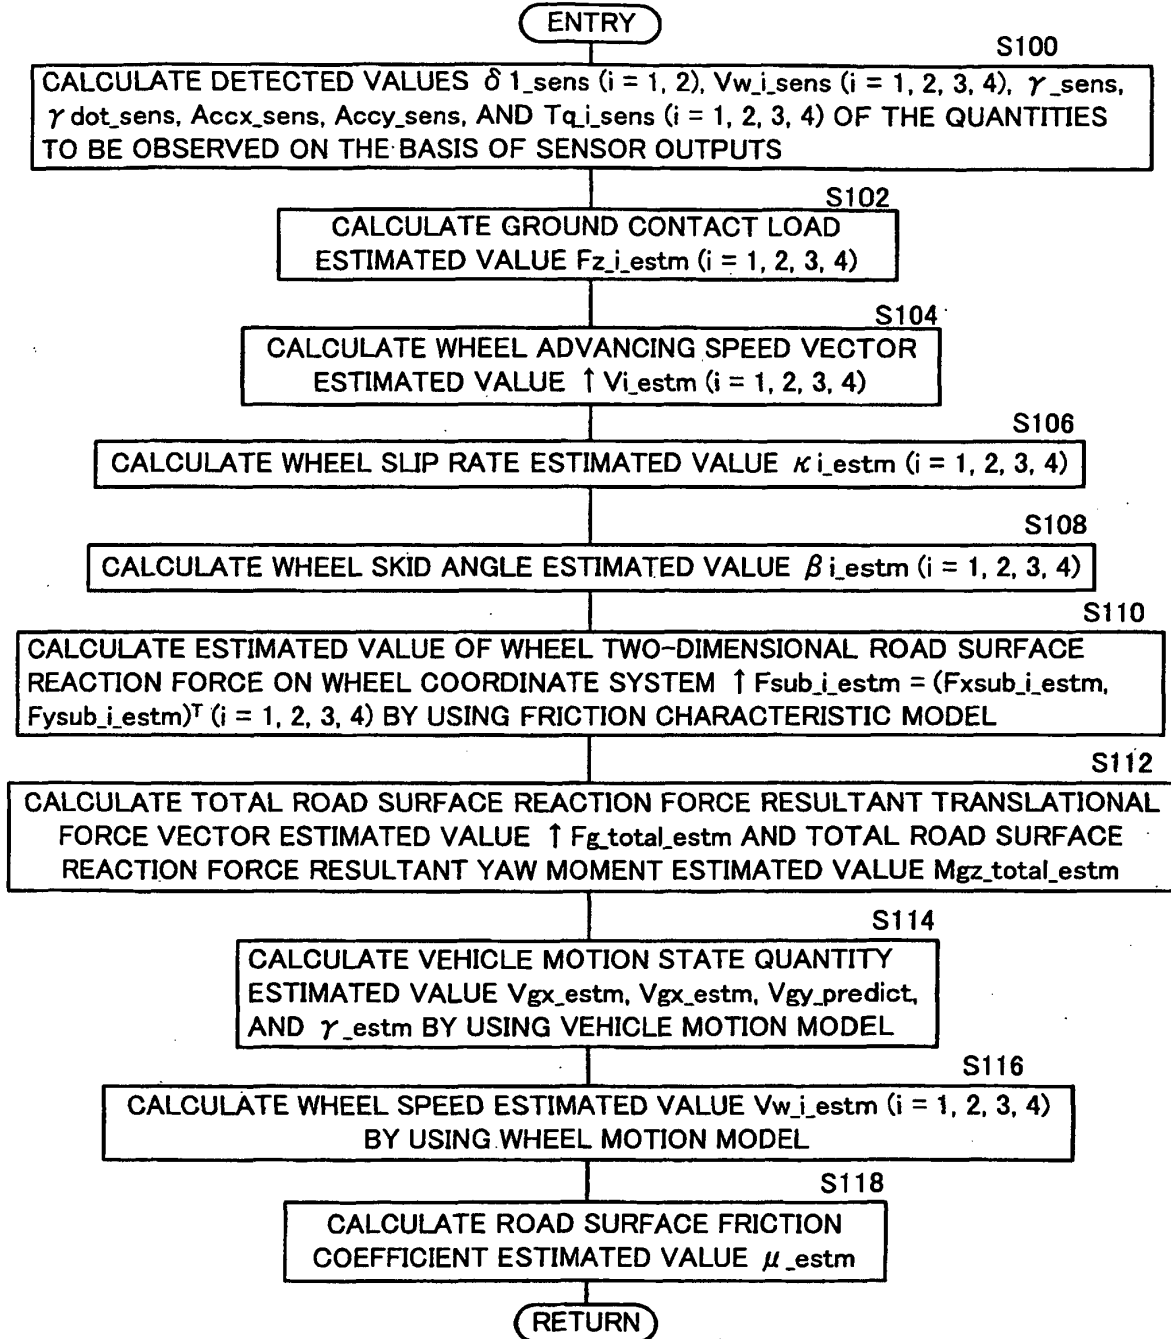 ENTRY
S100
CALCULATE DETECTED VALUES δ 1_sens (i = 1, 2), Vw_i_sens (i = 1, 2, 3, 4), γ_sens,
γ dot_sens, Accx_sens, Accy_sens, AND Tq_i_sens (i = 1, 2, 3, 4) OF THE QUANTITIES
TO BE OBSERVED ON THE BASIS OF SENSOR OUTPUTS
S102
CALCULATE GROUND CONTACT LOAD
ESTIMATED VALUE Fz_i_estm (i = 1, 2, 3, 4)
S104
CALCULATE WHEEL ADVANCING SPEED VECTOR
ESTIMATED VALUE ↑ Vi_estm (i = 1, 2, 3, 4)
S106
CALCULATE WHEEL SLIP RATE ESTIMATED VALUE κ i_estm (i = 1, 2, 3, 4)
S108
CALCULATE WHEEL SKID ANGLE ESTIMATED VALUE β i_estm (i = 1, 2, 3, 4)
S110
CALCULATE ESTIMATED VALUE OF WHEEL TWO-DIMENSIONAL ROAD SURFACE
REACTION FORCE ON WHEEL COORDINATE SYSTEM ↑ Fsub_i_estm = (Fxsub_i_estm,
Fysub_i_estm)ᵀ (i = 1, 2, 3, 4) BY USING FRICTION CHARACTERISTIC MODEL
S112
CALCULATE TOTAL ROAD SURFACE REACTION FORCE RESULTANT TRANSLATIONAL
FORCE VECTOR ESTIMATED VALUE ↑ Fg_total_estm AND TOTAL ROAD SURFACE
REACTION FORCE RESULTANT YAW MOMENT ESTIMATED VALUE Mgz_total_estm
S114
CALCULATE VEHICLE MOTION STATE QUANTITY
ESTIMATED VALUE Vgx_estm, Vgx_estm, Vgy_predict,
AND γ_estm BY USING VEHICLE MOTION MODEL
S116
CALCULATE WHEEL SPEED ESTIMATED VALUE Vw_i_estm (i = 1, 2, 3, 4)
BY USING WHEEL MOTION MODEL
S118
CALCULATE ROAD SURFACE FRICTION
COEFFICIENT ESTIMATED VALUE μ_estm
RETURN